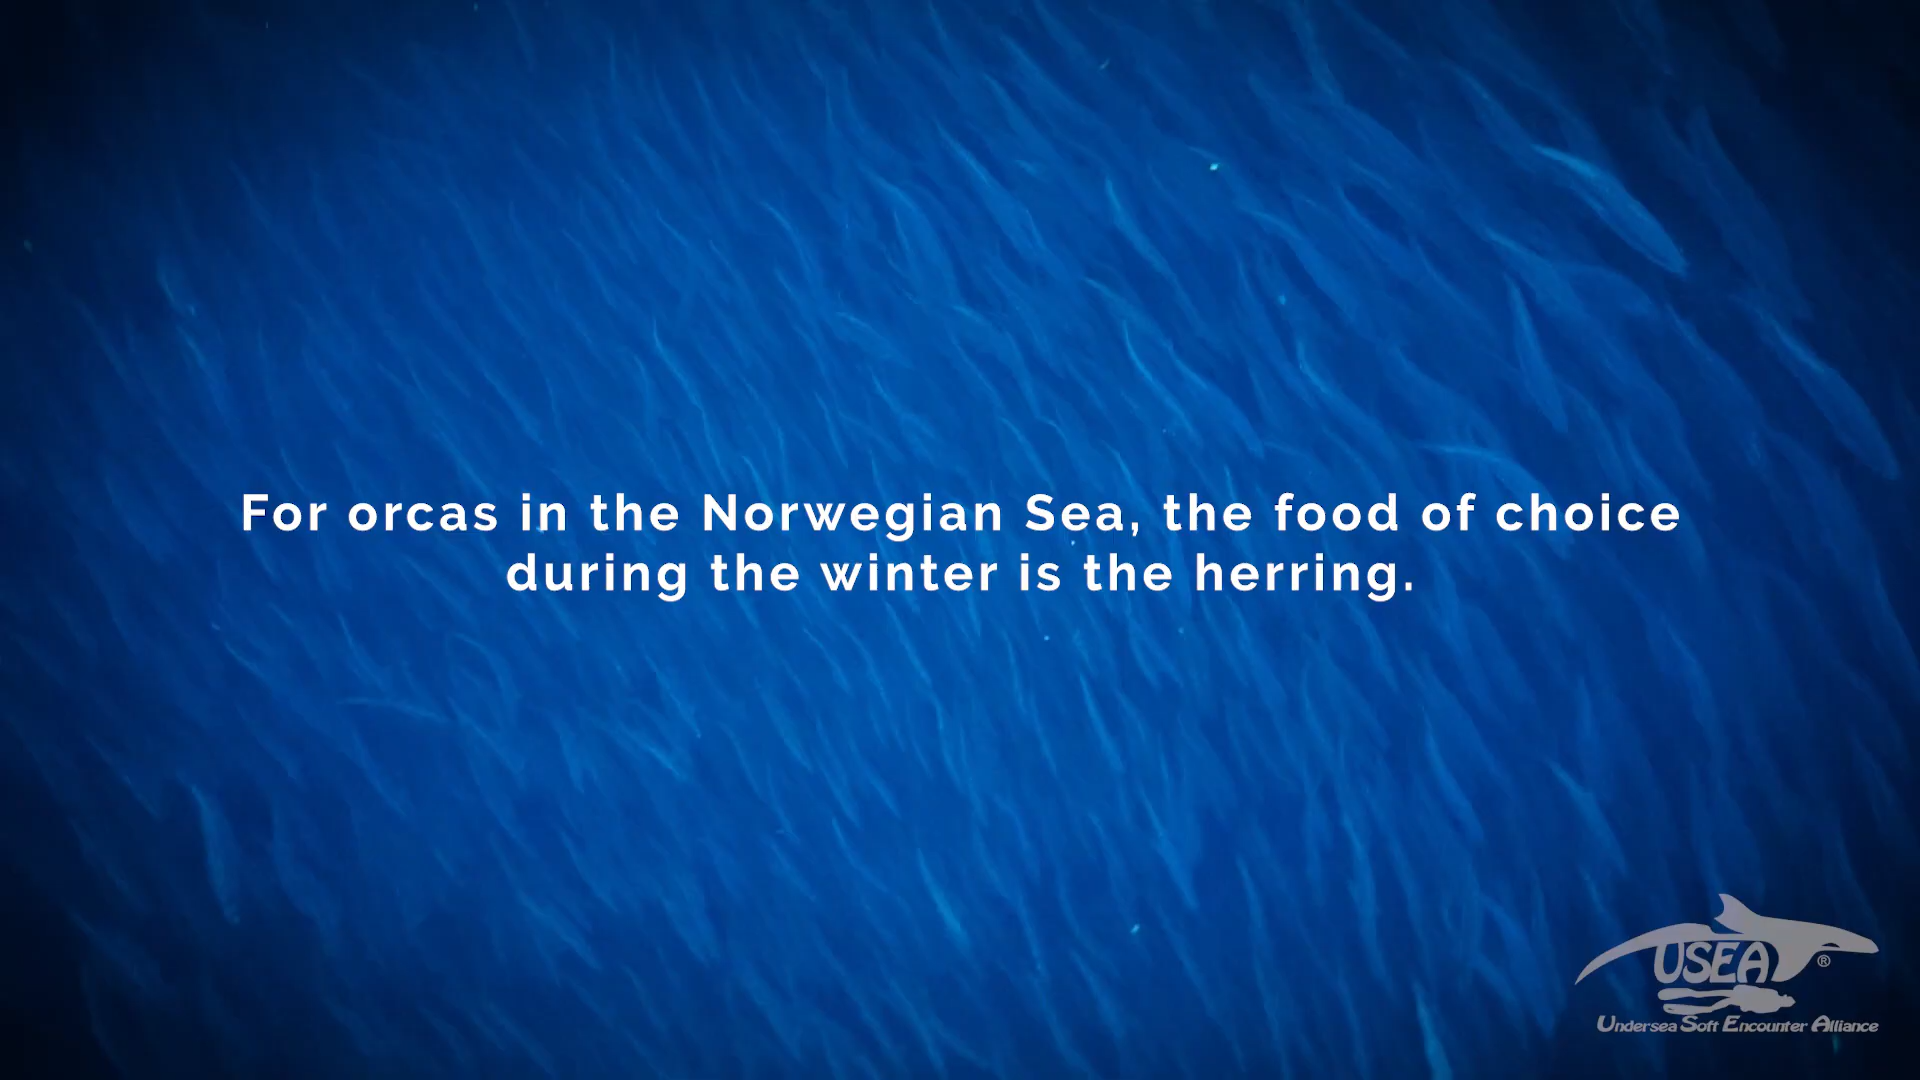 For orcas in the Norwegian Sea, the food of choice
during the winter is the herring.
USEA ®
Undersea Soft Encounter Alliance